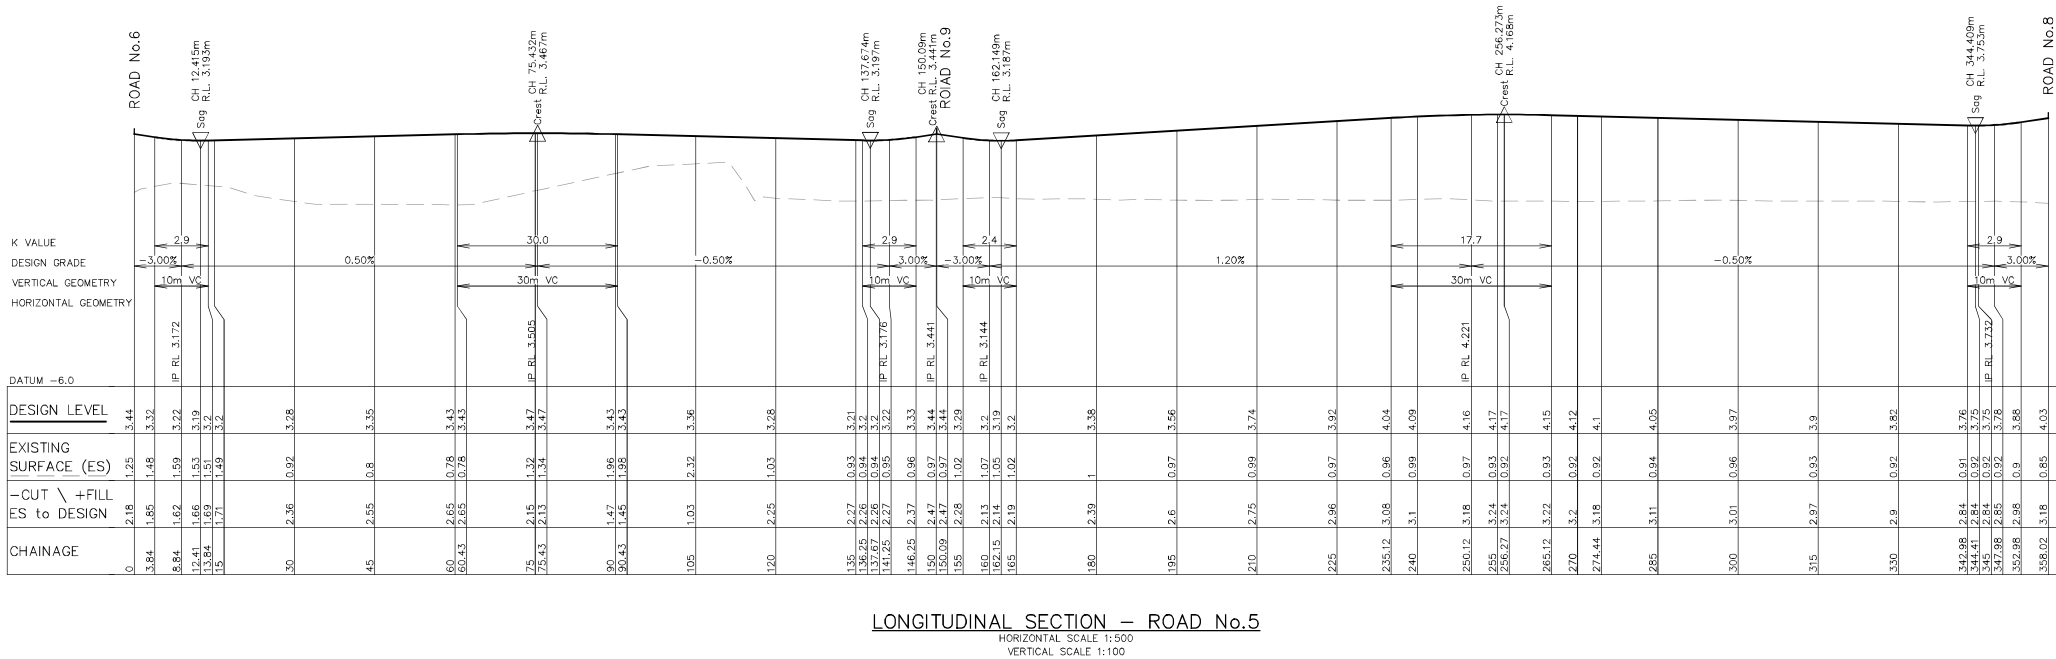 ROAD No.6
Sag CH 12.415m
R.L. 3.193m
Crest CH 75.432m
R.L. 3.467m
Sag CH 137.674m
R.L. 3.197m
CH 150.09m
Crest R.L. 3.441m
ROIAD No.9
Sag CH 162.149m
R.L. 3.187m
Crest CH 256.273m
R.L. 4.168m
Sag CH 344.409m
R.L. 3.753m
ROAD No.8
K VALUE 2.9 30.0 2.9 2.4 17.7 2.9
DESIGN GRADE -3.00% 0.50% -0.50% 3.00% -3.00% 1.20% -0.50% 3.00%
VERTICAL GEOMETRY 10m VC 30m VC 10m VC 10m VC 30m VC 10m VC
HORIZONTAL GEOMETRY
IP RL 3.172 IP RL 3.505 IP RL 3.176 IP RL 3.441 IP RL 3.144 IP RL 4.221 IP RL 3.732
DATUM -6.0
DESIGN LEVEL 3.44 3.32 3.22 3.19 3.2 3.2 3.28 3.35 3.43 3.43 3.47 3.47 3.43 3.43 3.36 3.28 3.21 3.2 3.2 3.22 3.33 3.44 3.44 3.29 3.2 3.19 3.2 3.38 3.56 3.74 3.92 4.04 4.09 4.16 4.17 4.17 4.15 4.12 4.1 4.05 3.97 3.9 3.82 3.76 3.75 3.75 3.78 3.88 4.03
EXISTING
SURFACE (ES) 1.25 1.48 1.59 1.53 1.51 1.49 0.92 0.8 0.78 0.78 1.32 1.34 1.96 1.98 2.32 1.03 0.93 0.94 0.94 0.95 0.96 0.97 0.97 1.02 1.07 1.05 1.02 1 0.97 0.99 0.97 0.96 0.99 0.97 0.93 0.92 0.93 0.92 0.92 0.94 0.96 0.93 0.92 0.91 0.92 0.92 0.92 0.9 0.85
-CUT \ +FILL
ES to DESIGN 2.18 1.85 1.62 1.66 1.69 1.71 2.36 2.55 2.65 2.65 2.15 2.13 1.47 1.45 1.03 2.25 2.27 2.26 2.26 2.27 2.37 2.47 2.47 2.28 2.13 2.14 2.19 2.39 2.6 2.75 2.96 3.08 3.1 3.18 3.24 3.24 3.22 3.2 3.18 3.11 3.01 2.97 2.9 2.84 2.84 2.84 2.85 2.98 3.18
CHAINAGE 0 3.84 8.84 12.41 13.84 15 30 45 60 60.43 75 75.43 90 90.43 105 120 135 136.25 137.67 141.25 146.25 150 150.09 155 160 162.15 165 180 195 210 225 235.12 240 250.12 255 256.27 265.12 270 274.44 285 300 315 330 342.98 344.41 345 347.98 352.98 358.02
LONGITUDINAL SECTION - ROAD No.5
HORIZONTAL SCALE 1:500
VERTICAL SCALE 1:100